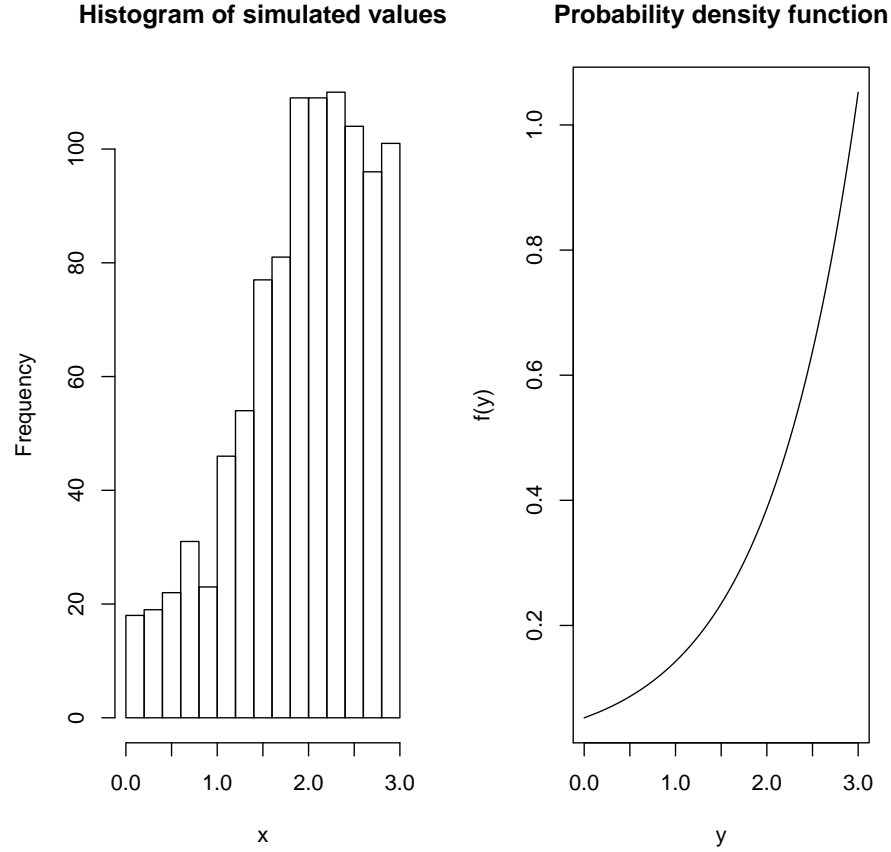 Histogram of simulated values
Frequency
100
80
60
40
20
0
0.0 1.0 2.0 3.0
x
Probability density function
f(y)
1.0
0.8
0.6
0.4
0.2
0.0 1.0 2.0 3.0
y